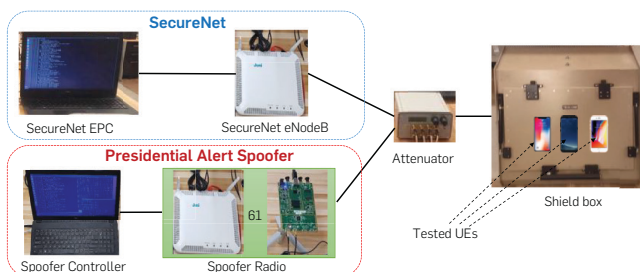 SecureNet
SecureNet EPC
SecureNet eNodeB
Presidential Alert Spoofer
61
Spoofer Controller
Spoofer Radio
Attenuator
Tested UEs
Shield box